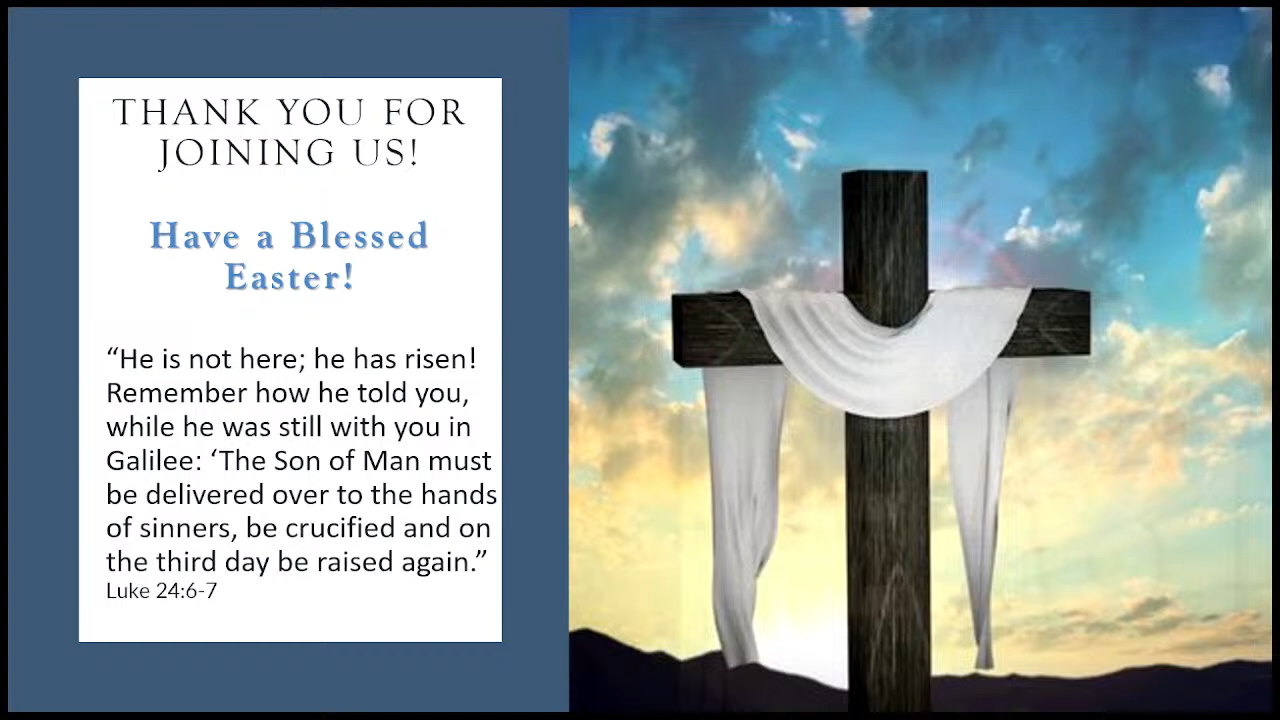 THANK YOU FOR
JOINING US!
Have a Blessed
Easter!
“He is not here; he has risen!
Remember how he told you,
while he was still with you in
Galilee: ‘The Son of Man must
be delivered over to the hands
of sinners, be crucified and on
the third day be raised again.”
Luke 24:6-7